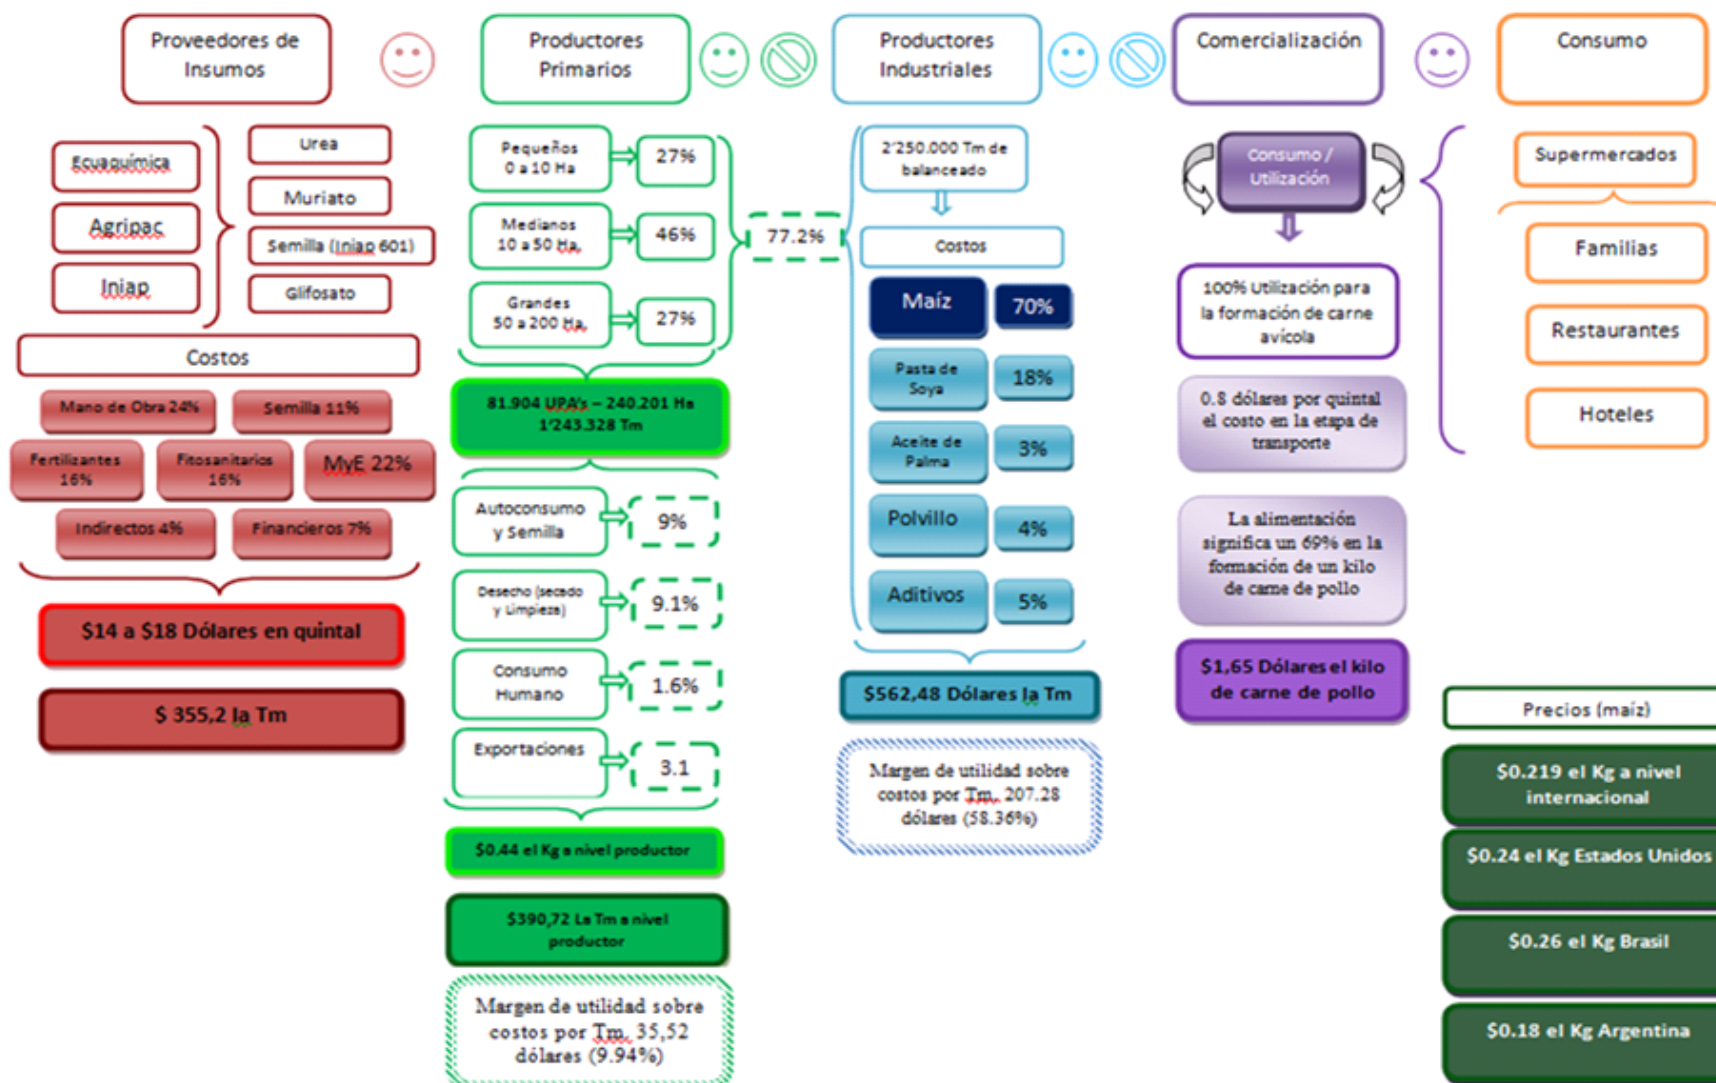 Proveedores de
Insumos
Productores
Primarios
Productores
Industriales
Comercialización
Consumo
Ecuaquímica
Agripac
Iniap
Urea
Muriato
Semilla (Iniap 601)
Glifosato
Costos
Mano de Obra 24%
Semilla 11%
Fertilizantes
16%
Fitosanitarios
16%
MyE 22%
Indirectos 4%
Financieros 7%
$14 a $18 Dólares en quintal
$ 355,2 la Tm
Pequeños
0 a 10 Ha
27%
Medianos
10 a 50 Ha,
46%
Grandes
50 a 200 Ha,
27%
77.2%
81.904 UPA's – 240.201 Ha
1'243.328 Tm
Autoconsumo
y Semilla
9%
Desecho (secado
y Limpieza)
9.1%
Consumo
Humano
1.6%
Exportaciones
3.1
$0.44 el Kg a nivel productor
$390,72 La Tm a nivel
productor
Margen de utilidad sobre
costos por Tm, 35,52
dólares (9.94%)
2'250.000 Tm de
balanceado
Costos
Maíz
70%
Pasta de
Soya
18%
Aceite de
Palma
3%
Polvillo
4%
Aditivos
5%
$562,48 Dólares la Tm
Margen de utilidad sobre
costos por Tm, 207.28
dólares (58.36%)
Consumo /
Utilización
100% Utilización para
la formación de carne
avícola
0.8 dólares por quintal
el costo en la etapa de
transporte
La alimentación
significa un 69% en la
formación de un kilo
de carne de pollo
$1,65 Dólares el kilo
de carne de pollo
Supermercados
Familias
Restaurantes
Hoteles
Precios (maíz)
$0.219 el Kg a nivel
internacional
$0.24 el Kg Estados Unidos
$0.26 el Kg Brasil
$0.18 el Kg Argentina